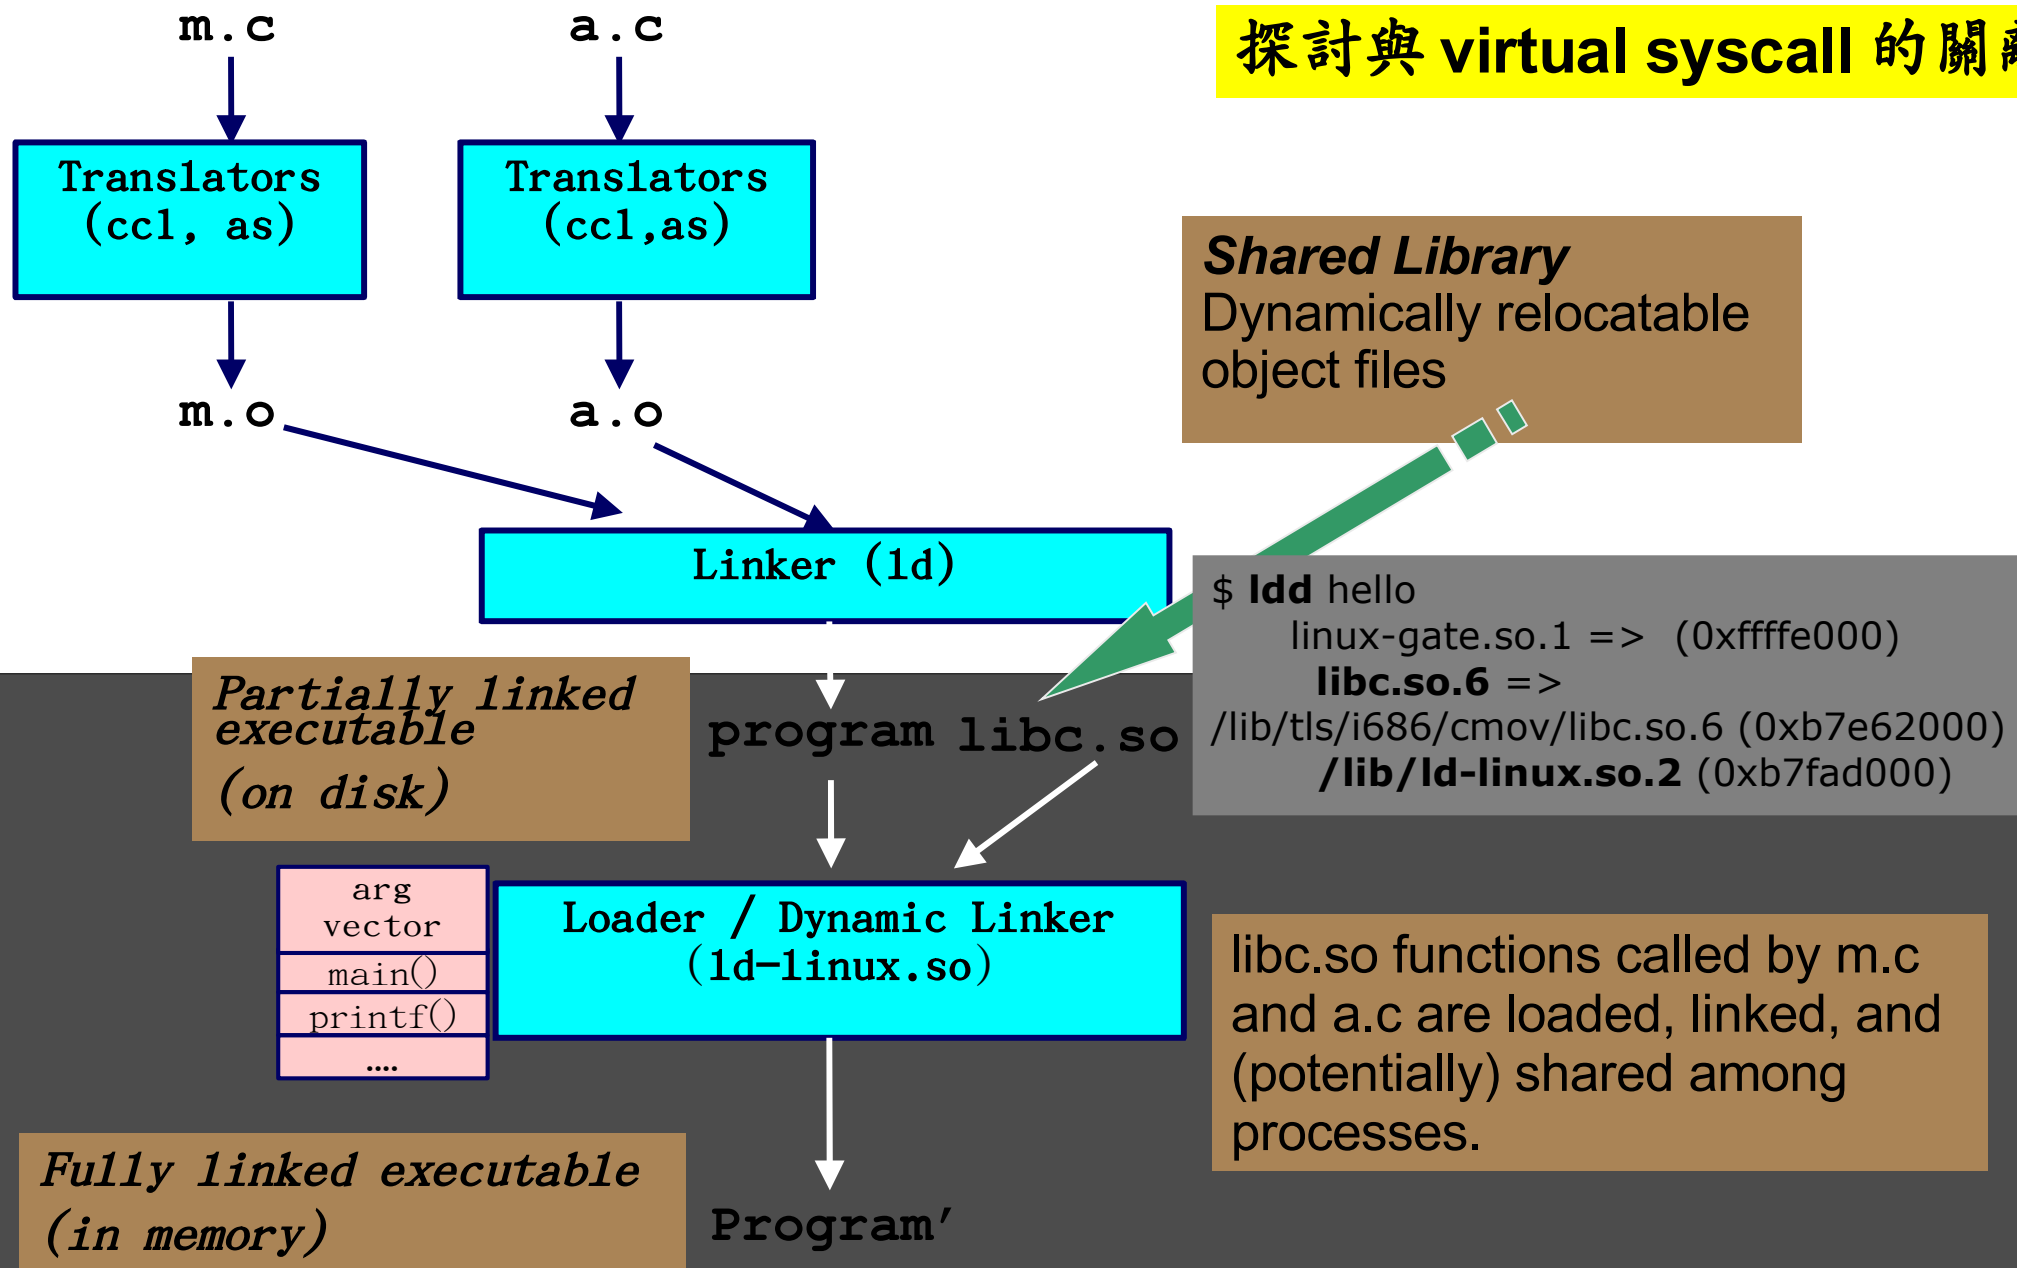 m.c
a.c
探討與 virtual syscall 的關
Translators
(cc1, as)
Translators
(cc1,as)
Shared Library
Dynamically relocatable
object files
m.o
a.o
Linker (ld)
$ ldd hello
linux-gate.so.1 => (0xffffe000)
libc.so.6 =>
/lib/tls/i686/cmov/libc.so.6 (0xb7e62000)
/lib/ld-linux.so.2 (0xb7fad000)
Partially linked
executable
(on disk)
program
libc.so
arg
vector
main()
printf()
....
Loader / Dynamic Linker
(ld-linux.so)
libc.so functions called by m.c
and a.c are loaded, linked, and
(potentially) shared among
processes.
Fully linked executable
(in memory)
Program’